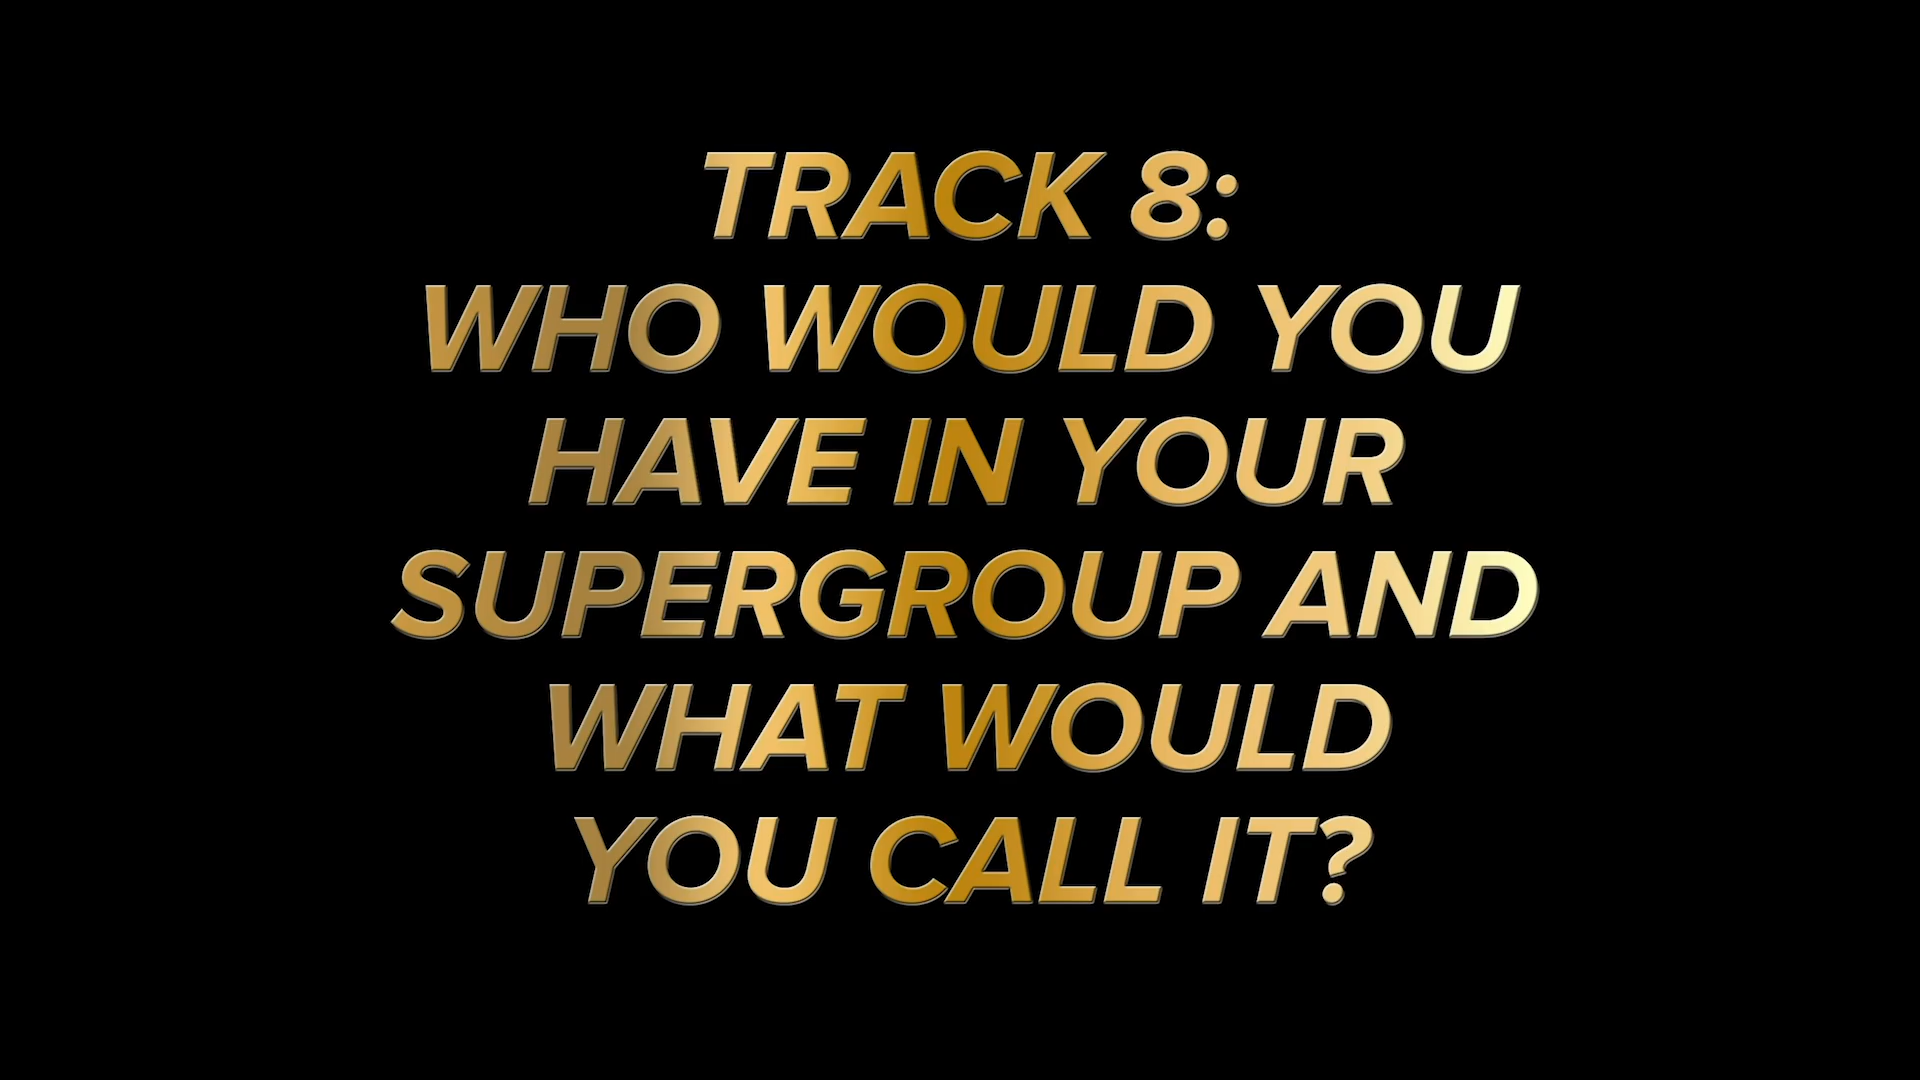 TRACK 8:
WHO WOULD YOU
HAVE IN YOUR
SUPERGROUP AND
WHAT WOULD
YOU CALL IT?